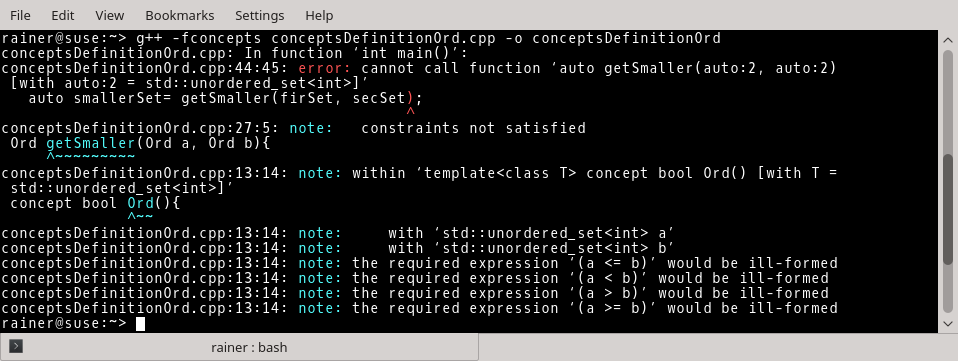 File Edit View Bookmarks Settings Help
rainer@suse:~> g++ -fconcepts conceptsDefinitionOrd.cpp -o conceptsDefinitionOrd
conceptsDefinitionOrd.cpp: In function ‘int main()’:
conceptsDefinitionOrd.cpp:44:45: error: cannot call function ‘auto getSmaller(auto:2, auto:2)
[with auto:2 = std::unordered_set<int>]’
auto smallerSet= getSmaller(firSet, secSet);
^
conceptsDefinitionOrd.cpp:27:5: note:   constraints not satisfied
Ord getSmaller(Ord a, Ord b){
^~~~~~~~~~
conceptsDefinitionOrd.cpp:13:14: note: within ‘template<class T> concept bool Ord() [with T =
std::unordered_set<int>]’
concept bool Ord(){
^~~
conceptsDefinitionOrd.cpp:13:14: note:     with ‘std::unordered_set<int> a’
conceptsDefinitionOrd.cpp:13:14: note:     with ‘std::unordered_set<int> b’
conceptsDefinitionOrd.cpp:13:14: note: the required expression ‘(a <= b)’ would be ill-formed
conceptsDefinitionOrd.cpp:13:14: note: the required expression ‘(a < b)’ would be ill-formed
conceptsDefinitionOrd.cpp:13:14: note: the required expression ‘(a > b)’ would be ill-formed
conceptsDefinitionOrd.cpp:13:14: note: the required expression ‘(a >= b)’ would be ill-formed
rainer@suse:~>
rainer : bash